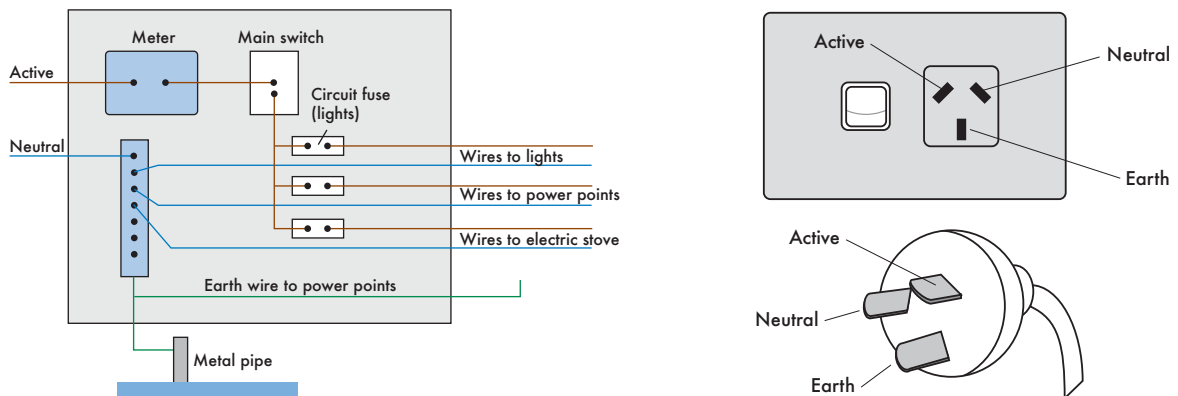 Meter
Main switch
Active
Circuit fuse
(lights)
Neutral
Wires to lights
Wires to power points
Wires to electric stove
Earth wire to power points
Metal pipe
Active
Neutral
Earth
Active
Neutral
Earth